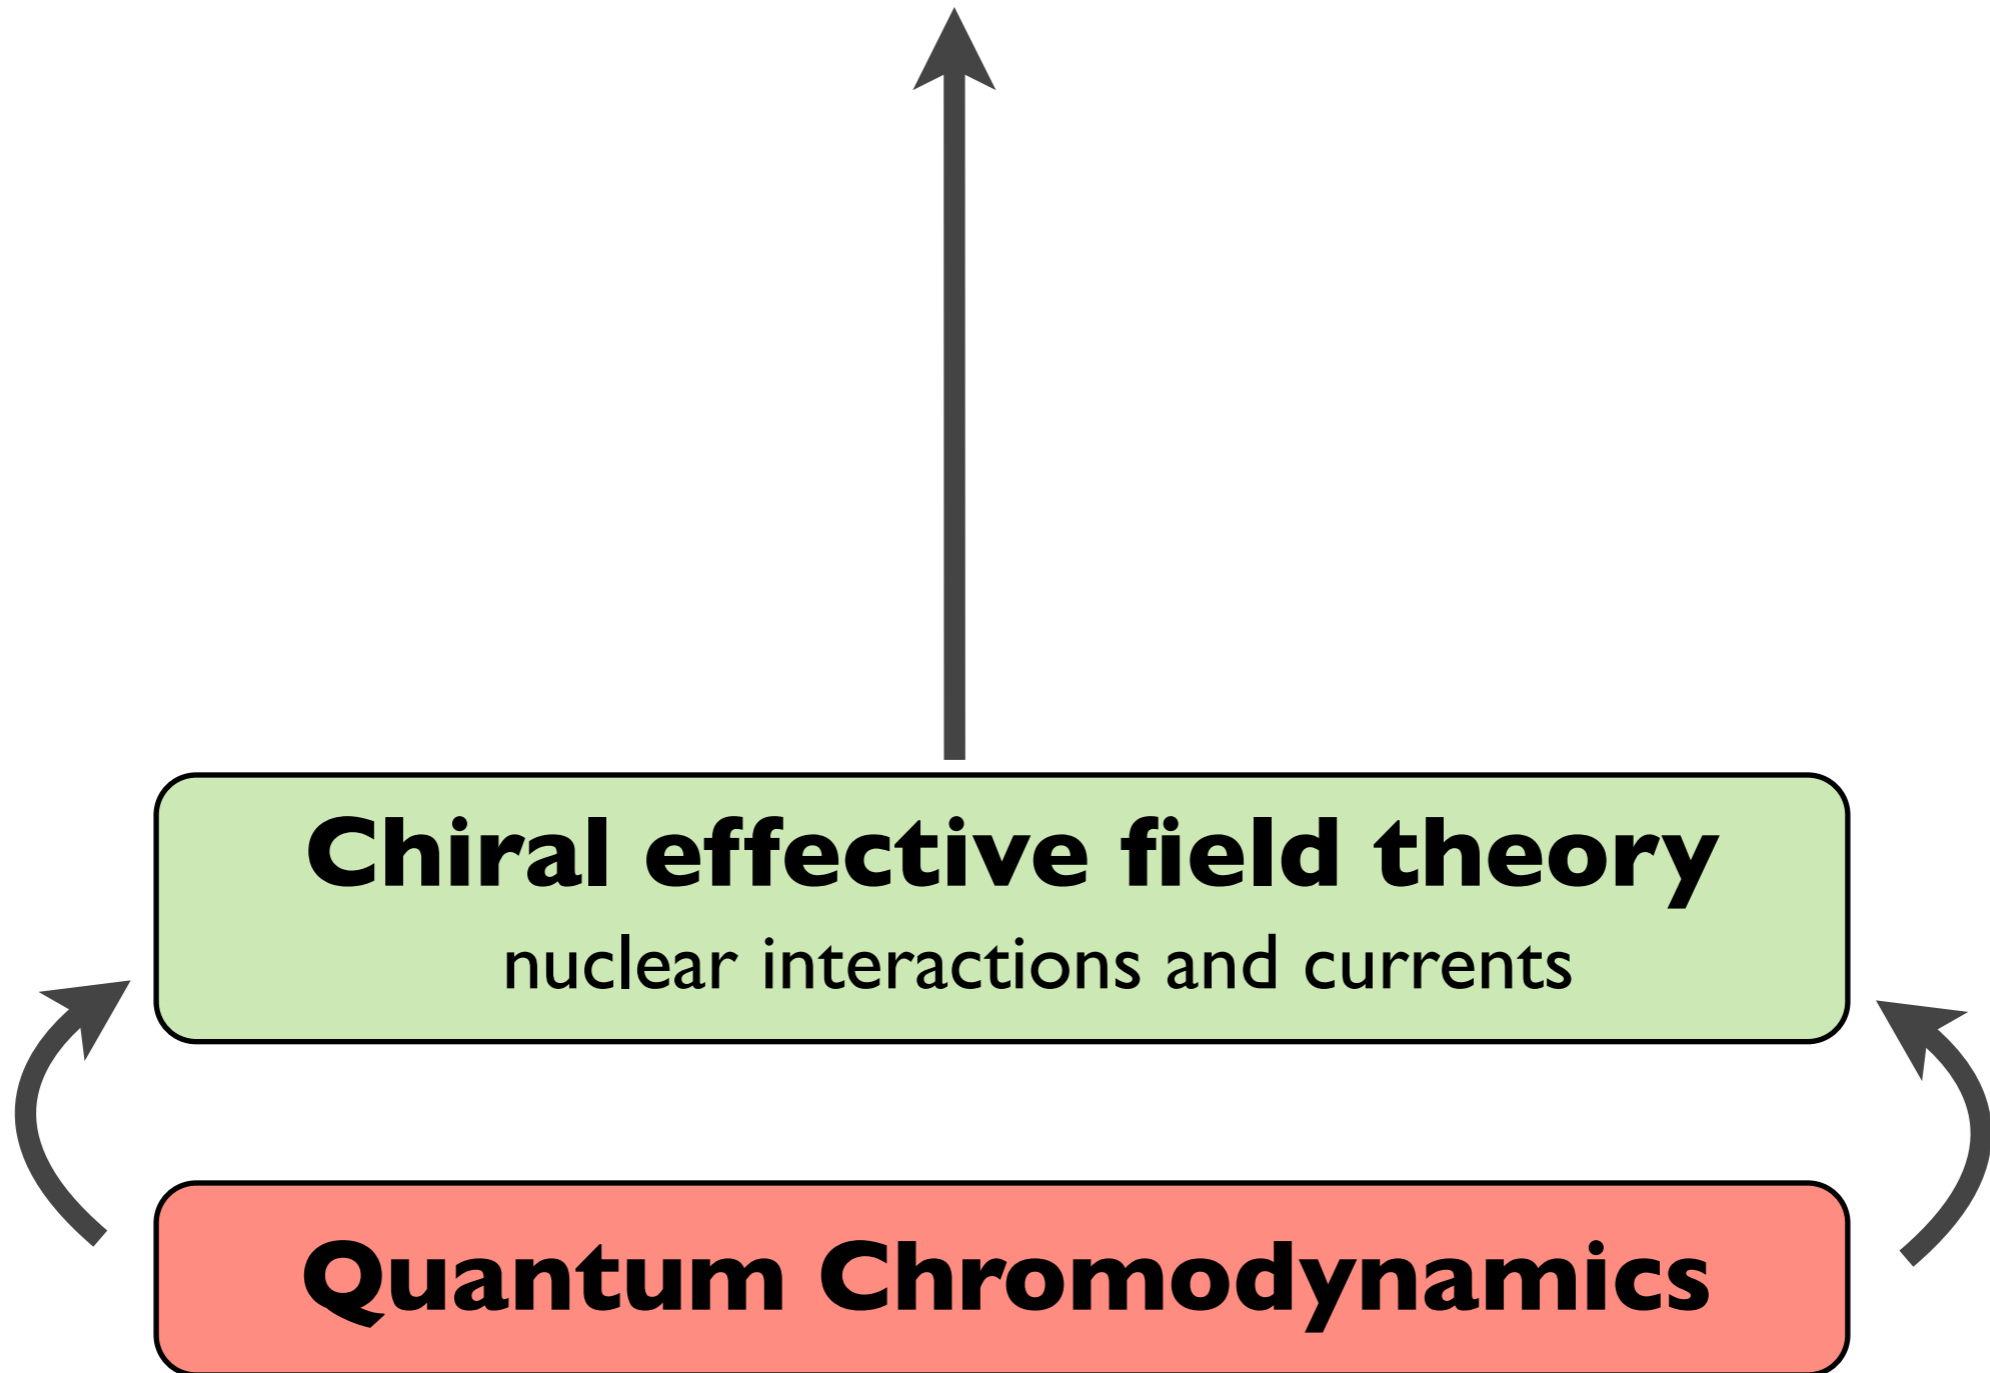 Chiral effective field theory
nuclear interactions and currents
Quantum Chromodynamics